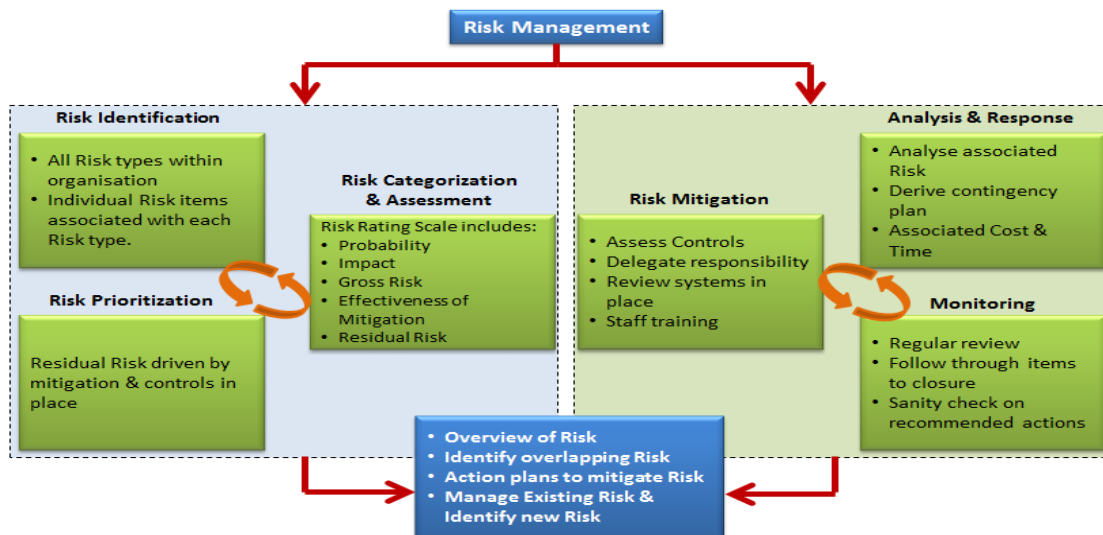 Risk Management
Risk Identification
• All Risk types within
organisation
• Individual Risk items
associated with each
Risk type.
Risk Prioritization
Residual Risk driven by
mitigation & controls in
place
Risk Categorization
& Assessment
Risk Rating Scale includes:
• Probability
• Impact
• Gross Risk
• Effectiveness of
Mitigation
• Residual Risk
Risk Mitigation
• Assess Controls
• Delegate responsibility
• Review systems in
place
• Staff training
Analysis & Response
• Analyse associated
Risk
• Derive contingency
plan
• Associated Cost &
Time
Monitoring
• Regular review
• Follow through items
to closure
• Sanity check on
recommended actions
• Overview of Risk
• Identify overlapping Risk
• Action plans to mitigate Risk
• Manage Existing Risk &
Identify new Risk